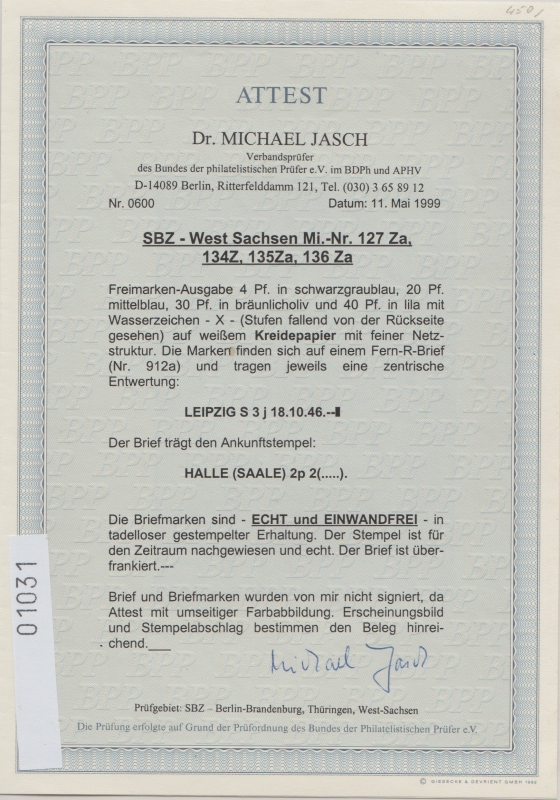 450,
ATTEST
Dr. MICHAEL JASCH
Verbandsprüfer
des Bundes der philatelistischen Prüfer e.V. im BDPh und APHV
D-14089 Berlin, Ritterfelddamm 121, Tel. (030) 3 65 89 12
Nr. 0600 Datum: 11. Mai 1999
SBZ - West Sachsen Mi.-Nr. 127 Za,
134Z, 135Za, 136 Za
Freimarken-Ausgabe 4 Pf. in schwarzgraublau, 20 Pf.
mittelblau, 30 Pf. in bräunlicholiv und 40 Pf. in lila mit
Wasserzeichen - X - (Stufen fallend von der Rückseite
gesehen) auf weißem Kreidepapier mit feiner Netz-
struktur. Die Marken finden sich auf einem Fern-R-Brief
(Nr. 912a) und tragen jeweils eine zentrische
Entwertung:
LEIPZIG S 3 j 18.10.46.--
Der Brief trägt den Ankunftstempel:
HALLE (SAALE) 2p 2(.....).
Die Briefmarken sind - ECHT und EINWANDFREI - in
tadelloser gestempelter Erhaltung. Der Stempel ist für
den Zeitraum nachgewiesen und echt. Der Brief ist über-
frankiert.---
Brief und Briefmarken wurden von mir nicht signiert, da
Attest mit umseitiger Farbabbildung. Erscheinungsbild
und Stempelabschlag bestimmen den Beleg hinrei-
chend.___
Michael Jasch
Prüfgebiet: SBZ – Berlin-Brandenburg, Thüringen, West-Sachsen
Die Prüfung erfolgte auf Grund der Prüfordnung des Bundes der Philatelistischen Prüfer e.V.
© GIESECKE & DEVRIENT GMBH 1992
01031